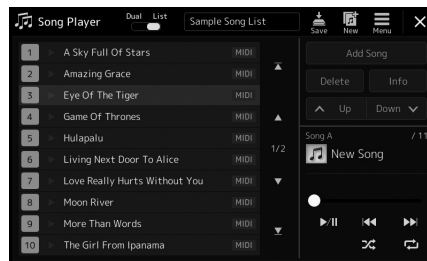 Song Player
Dual List
Sample Song List
Save
New
Menu
1 A Sky Full Of Stars MIDI
2 Amazing Grace MIDI
3 Eye Of The Tiger MIDI
4 Game Of Thrones MIDI
5 Hulapalu MIDI
6 Living Next Door To Alice MIDI
7 Love Really Hurts Without You MIDI
8 Moon River MIDI
9 More Than Words MIDI
10 The Girl From Ipanama MIDI
1/2
Add Song
Delete Info
Up Down
Song A / 11
New Song